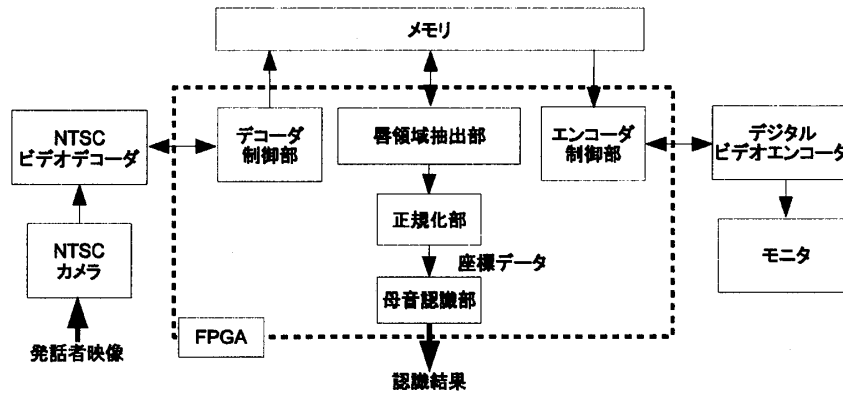 メモリ
NTSC
ビデオデコーダ
デコーダ
制御部
唇領域抽出部
エンコーダ
制御部
デジタル
ビデオエンコーダ
正規化部
NTSC
カメラ
座標データ
モニタ
母音認識部
FPGA
発話者映像
認識結果